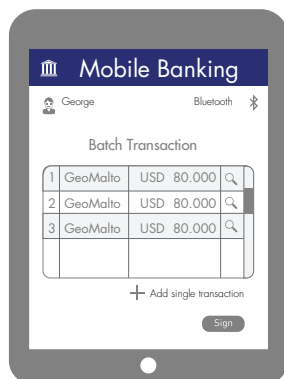 Mobile Banking
George Bluetooth
Batch Transaction
1 GeoMalto USD 80.000
2 GeoMalto USD 80.000
3 GeoMalto USD 80.000
Add single transaction
Sign